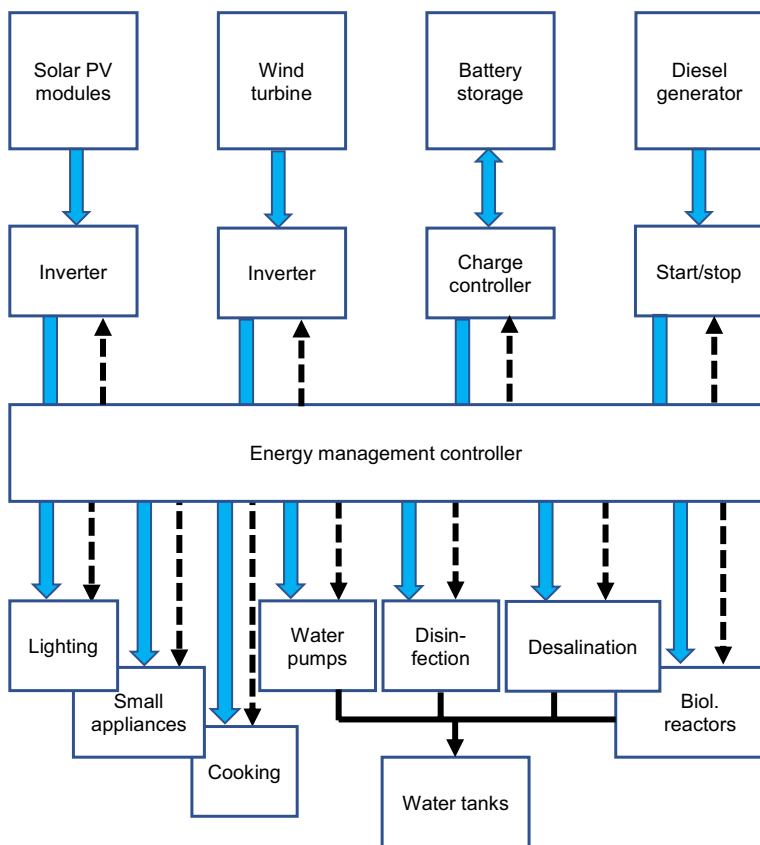 Solar PV
modules
Wind
turbine
Battery
storage
Diesel
generator
Inverter
Inverter
Charge
controller
Start/stop
Energy management controller
Lighting
Small
appliances
Cooking
Water
pumps
Disin-
fection
Desalination
Biol.
reactors
Water tanks